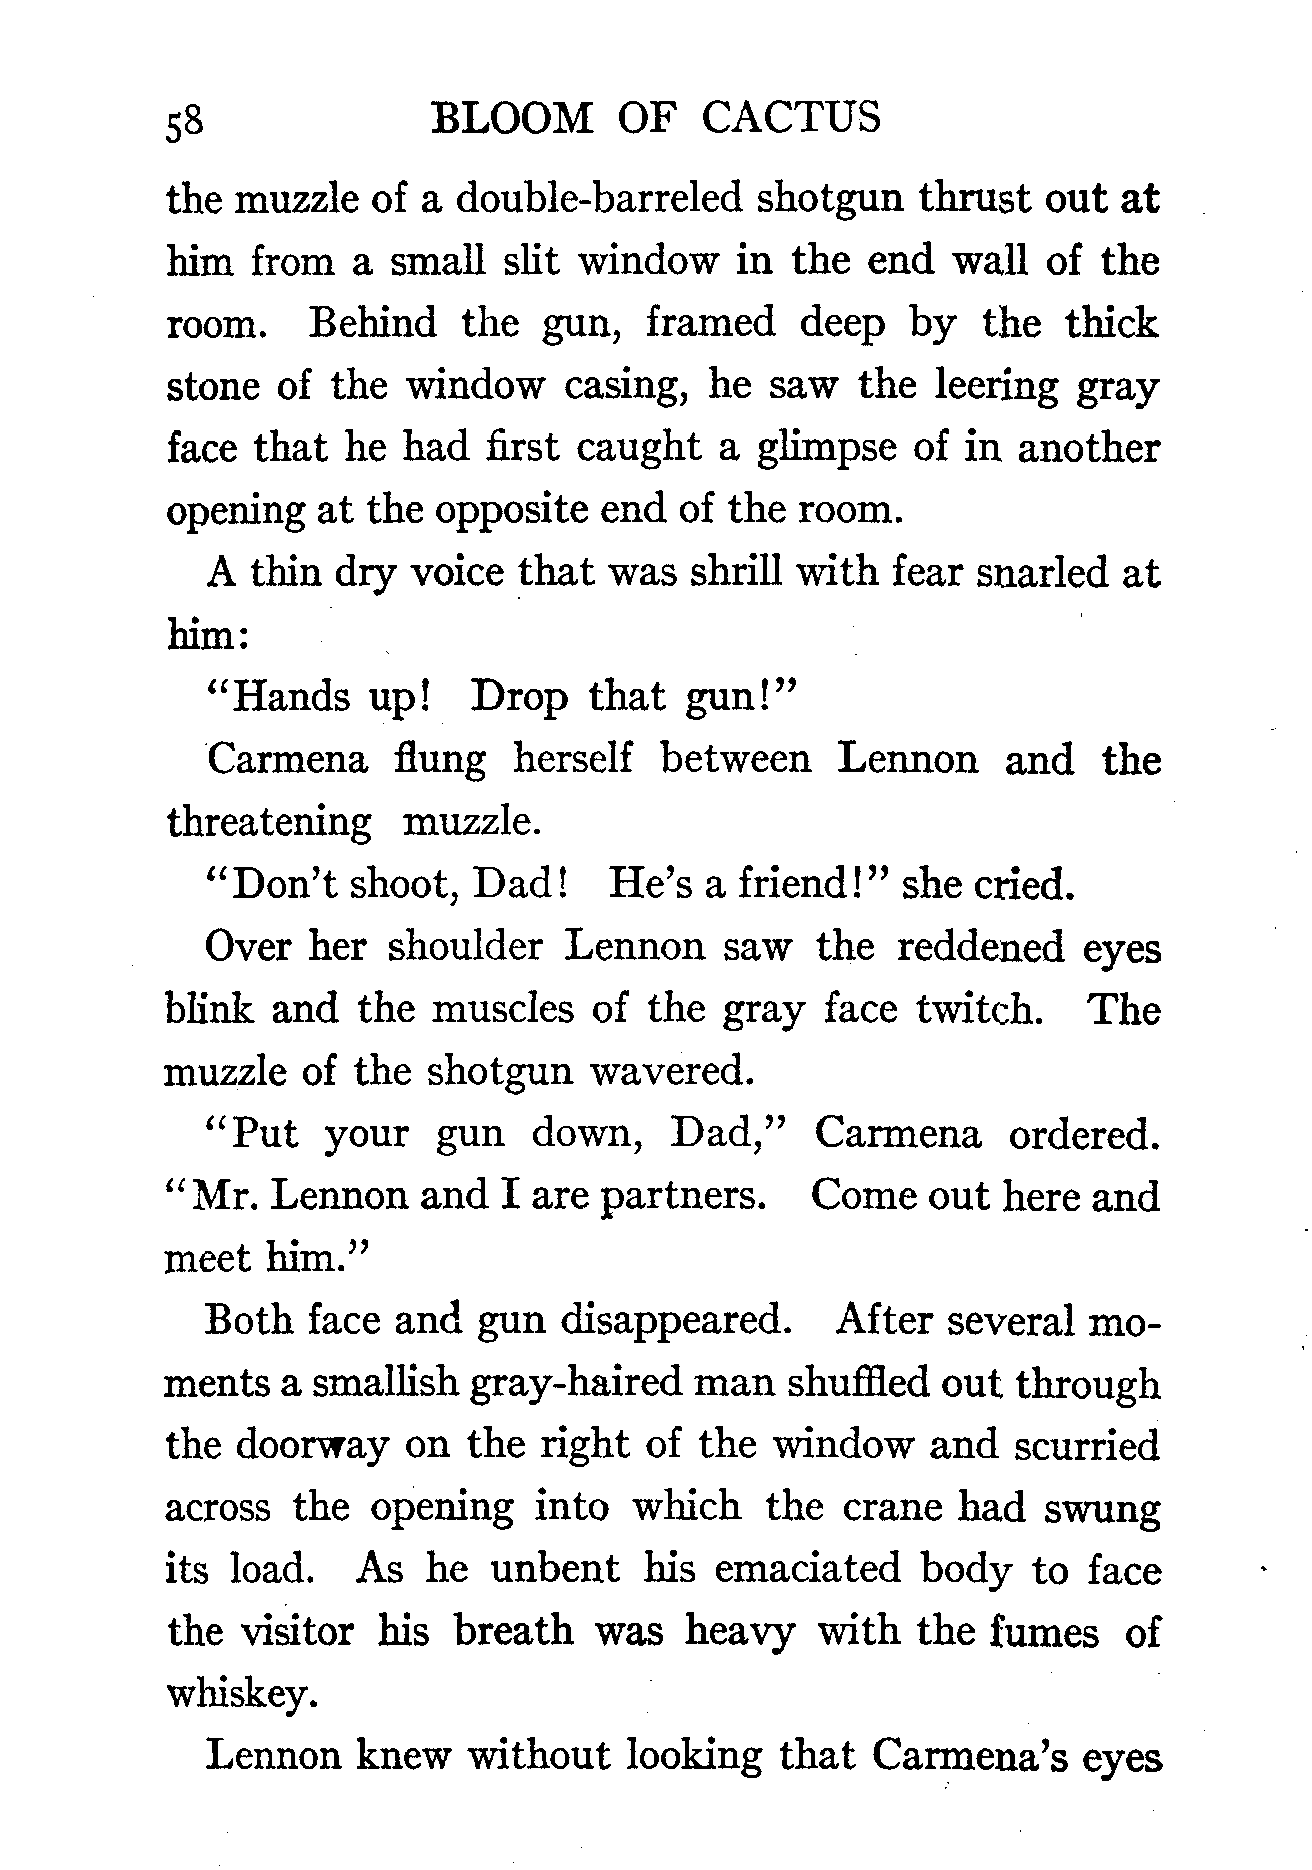 58 BLOOM OF CACTUS
the muzzle of a double-barreled shotgun thrust out at
him from a small slit window in the end wall of the
room. Behind the gun, framed deep by the thick
stone of the window casing, he saw the leering gray
face that he had first caught a glimpse of in another
opening at the opposite end of the room.
A thin dry voice that was shrill with fear snarled at
him:
“Hands up! Drop that gun!”
Carmena flung herself between Lennon and the
threatening muzzle.
“Don’t shoot, Dad! He’s a friend!” she cried.
Over her shoulder Lennon saw the reddened eyes
blink and the muscles of the gray face twitch. The
muzzle of the shotgun wavered.
“Put your gun down, Dad,” Carmena ordered.
“Mr. Lennon and I are partners. Come out here and
meet him.”
Both face and gun disappeared. After several mo-
ments a smallish gray-haired man shuffled out through
the doorway on the right of the window and scurried
across the opening into which the crane had swung
its load. As he unbent his emaciated body to face
the visitor his breath was heavy with the fumes of
whiskey.
Lennon knew without looking that Carmena’s eyes